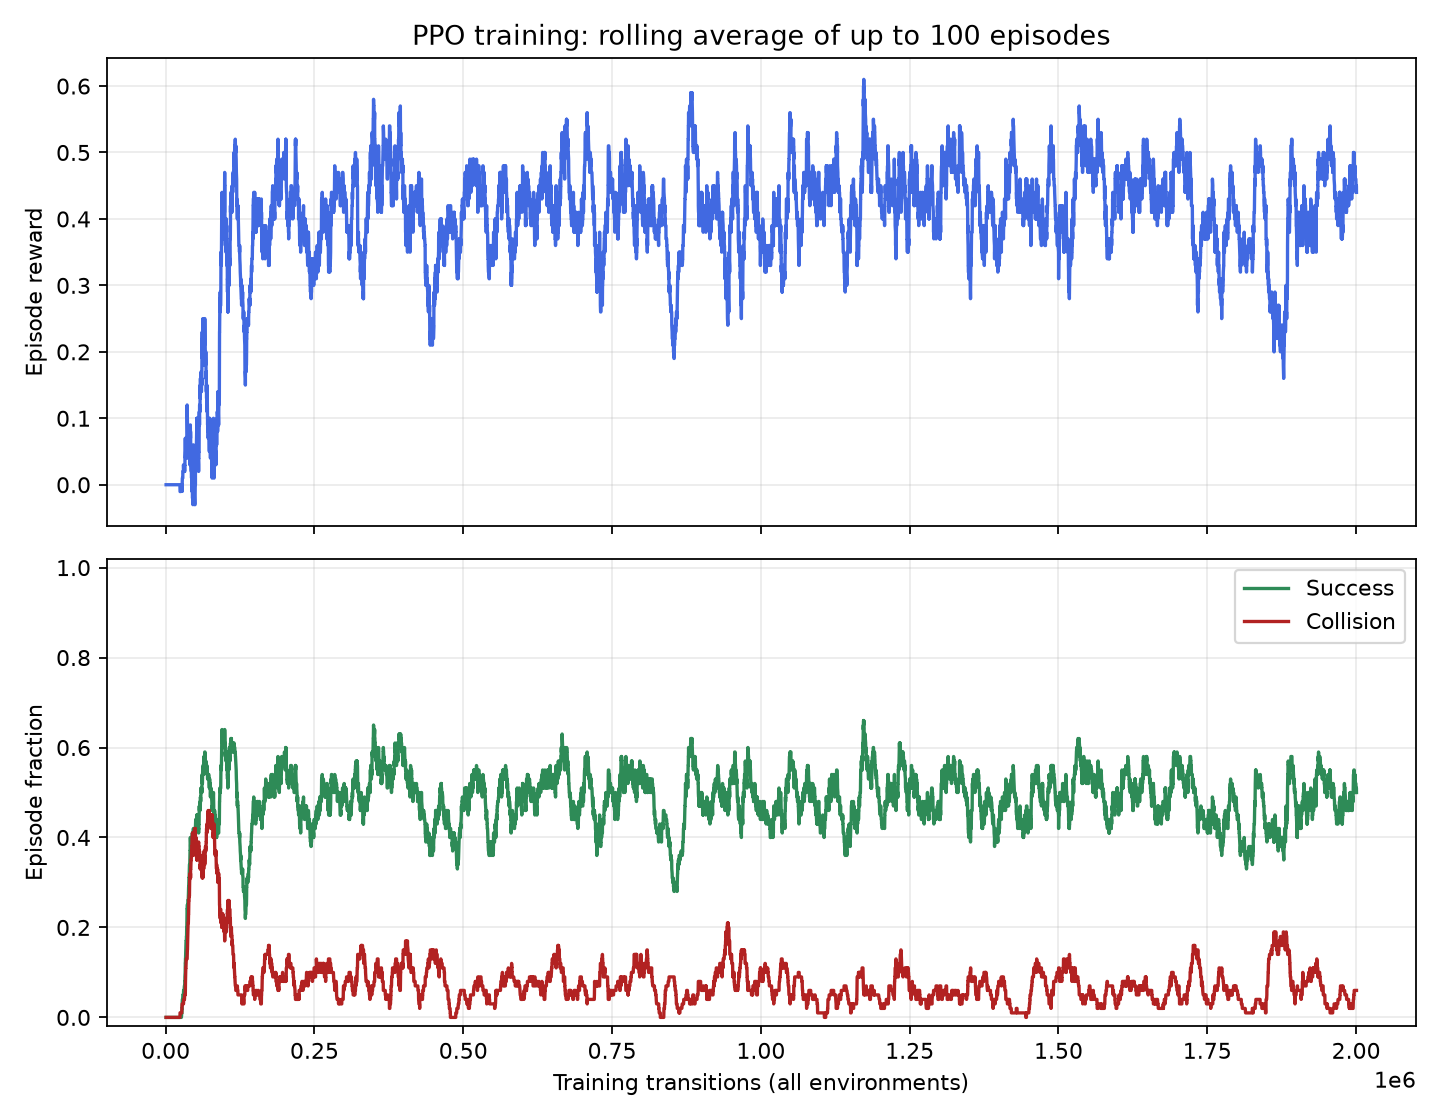 PPO training: rolling average of up to 100 episodes
Episode reward
0.6
0.5
0.4
0.3
0.2
0.1
0.0
Episode fraction
1.0
0.8
0.6
0.4
0.2
0.0
Success
Collision
0.00 0.25 0.50 0.75 1.00 1.25 1.50 1.75 2.00
Training transitions (all environments)
1e6